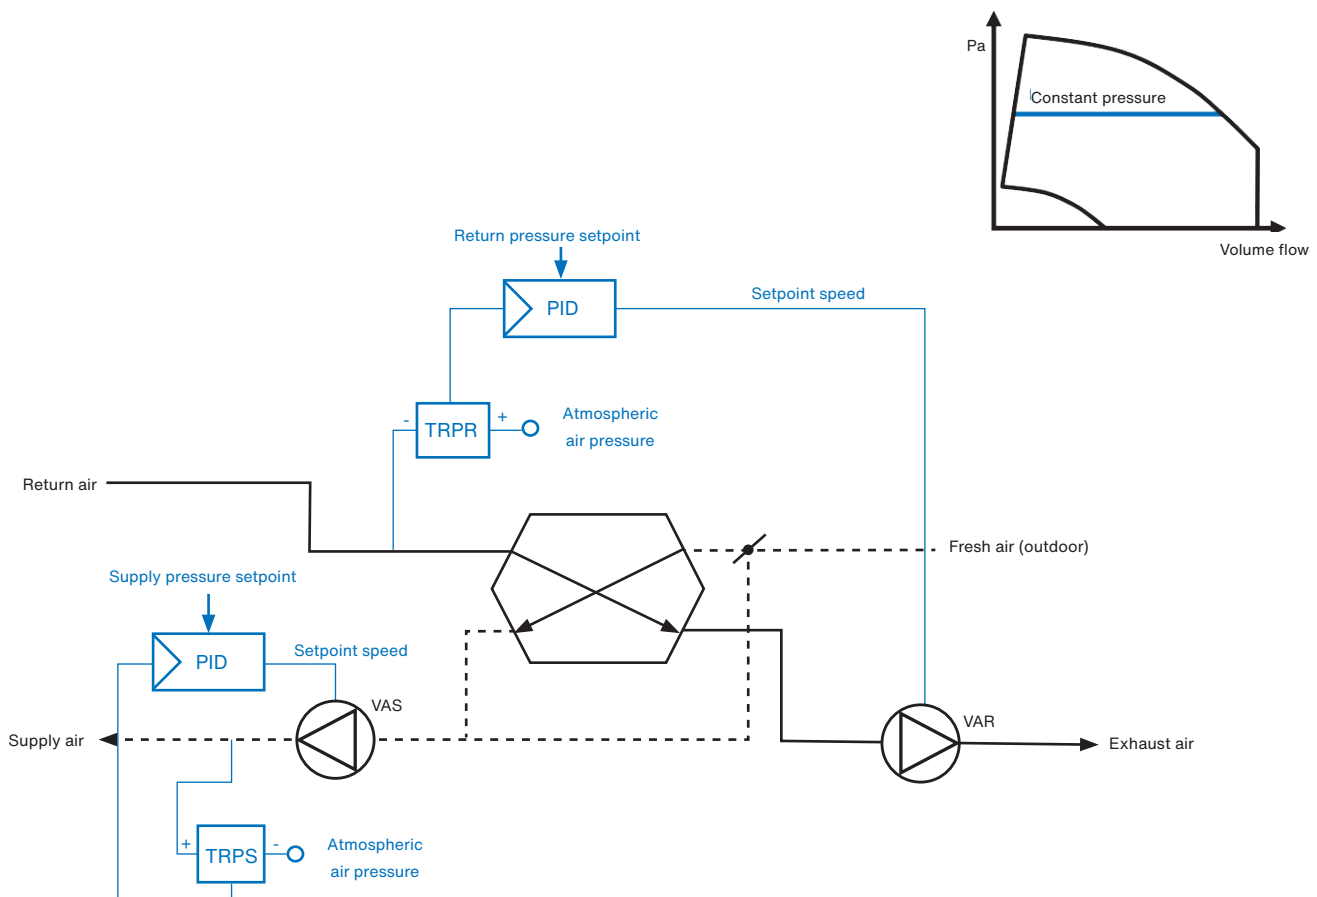 Pa
Constant pressure
Volume flow
Return pressure setpoint
PID
Setpoint speed
- TRPR +
Atmospheric
air pressure
Return air
Fresh air (outdoor)
Supply pressure setpoint
PID
Setpoint speed
VAS
VAR
Supply air
Exhaust air
+ TRPS -
Atmospheric
air pressure